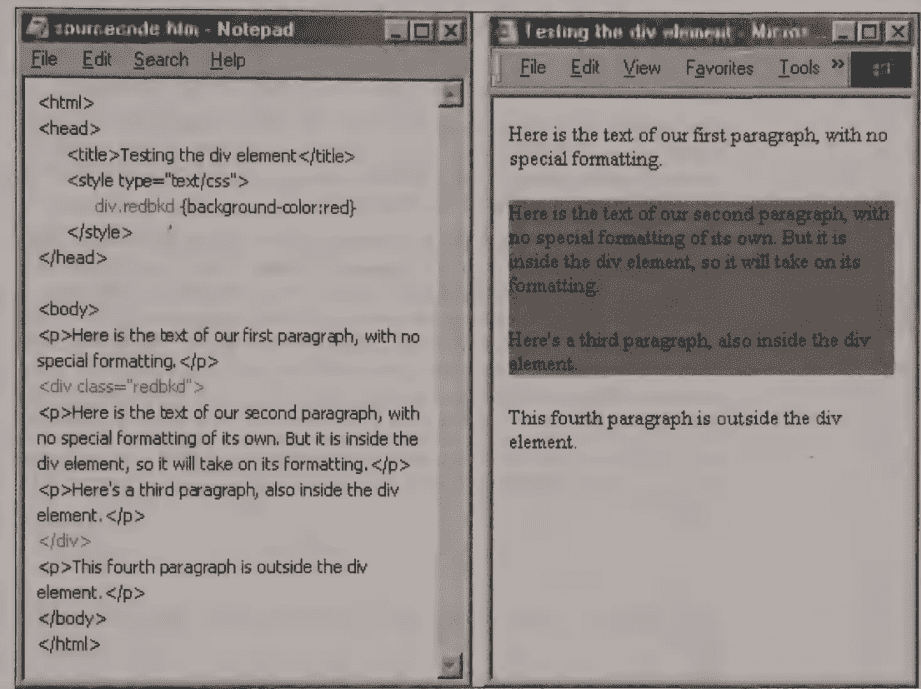 sourcecode.htm - Notepad
File Edit Search Help
<html>
<head>
<title>Testing the div element</title>
<style type="text/css">
div.redbkd {background-color:red}
</style>
</head>
<body>
<p>Here is the text of our first paragraph, with no
special formatting. </p>
<div class="redbkd">
<p>Here is the text of our second paragraph, with
no special formatting of its own. But it is inside the
div element, so it will take on its formatting. </p>
<p>Here's a third paragraph, also inside the div
element. </p>
</div>
<p>This fourth paragraph is outside the div
element. </p>
</body>
</html>
Testing the div element - Micros ...
File Edit View Favorites Tools »
Here is the text of our first paragraph, with no
special formatting.
Here is the text of our second paragraph, with
no special formatting of its own. But it is
inside the div element, so it will take on its
formatting.
Here's a third paragraph, also inside the div
element.
This fourth paragraph is outside the div
element.